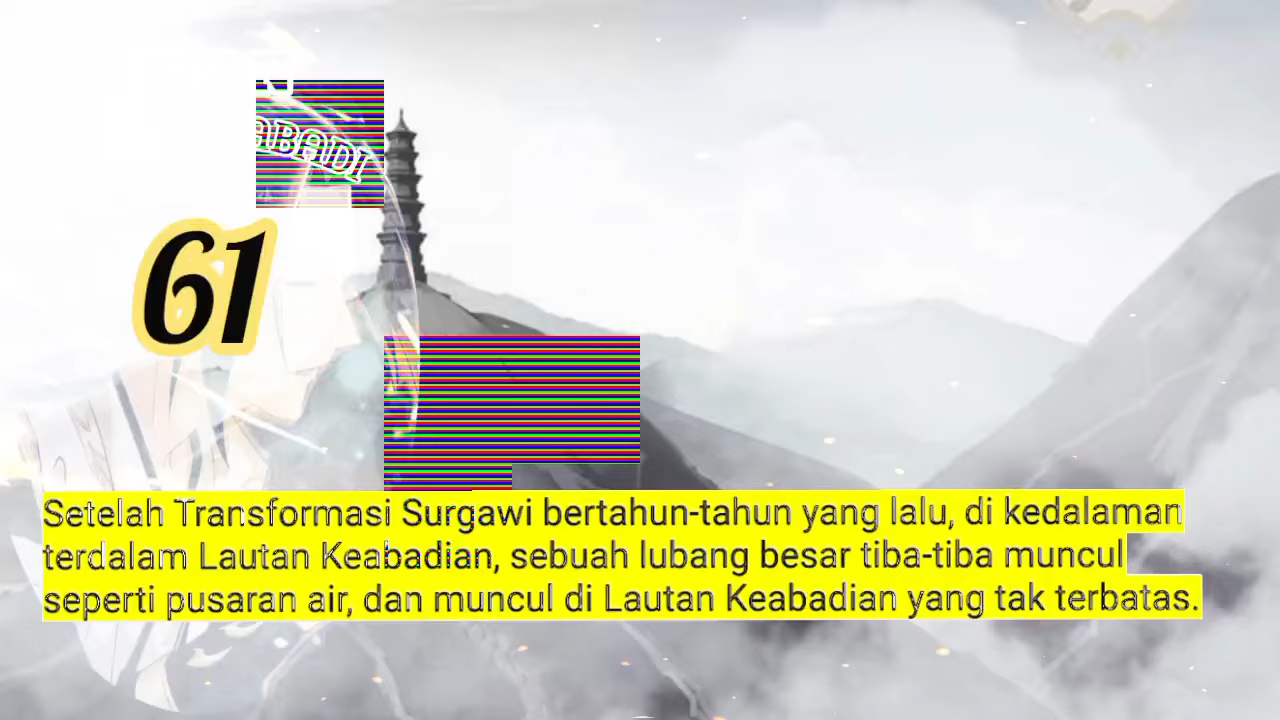 ABADI
61
Setelah Transformasi Surgawi bertahun-tahun yang lalu, di kedalaman
terdalam Lautan Keabadian, sebuah lubang besar tiba-tiba muncul
seperti pusaran air, dan muncul di Lautan Keabadian yang tak terbatas.